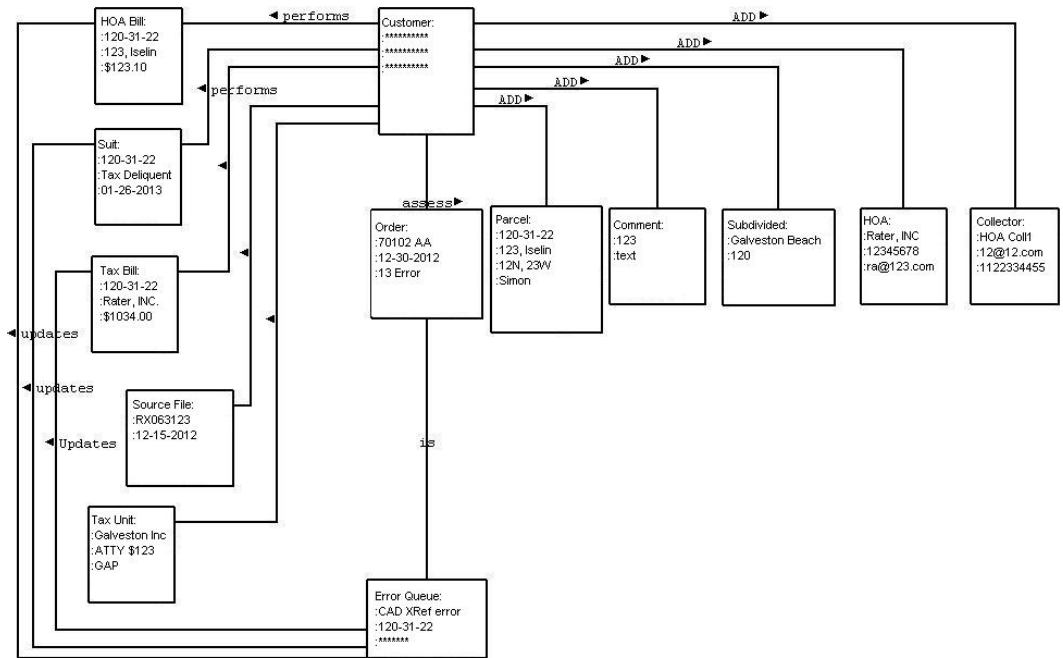 HOA Bill:
:120-31-22
:123, Iselin
:$123.10
◄ performs
Customer:
:**********
:**********
:**********
ADD ►
ADD ►
ADD ►
ADD ►
ADD ►
◄ performs
Suit:
:120-31-22
:Tax Deliquent
:01-26-2013
◄
assess ►
Order:
:70102 AA
:12-30-2012
:13 Error
Parcel:
:120-31-22
:123, Iselin
:12N, 23W
:Simon
Comment:
:123
:text
Subdivided:
:Galveston Beach
:120
HOA:
:Rater, INC
:12345678
:ra@123.com
Collector:
:HOA Coll1
:12@12.com
:1122334455
◄
Tax Bill:
:120-31-22
:Rater, INC.
:$1034.00
◄
◄ updates
◄ updates
Source File:
:RX063123
:12-15-2012
◄ Updates
is
Tax Unit:
:Galveston Inc
:ATTY $123
:GAP
Error Queue:
:CAD XRef error
:120-31-22
:*******